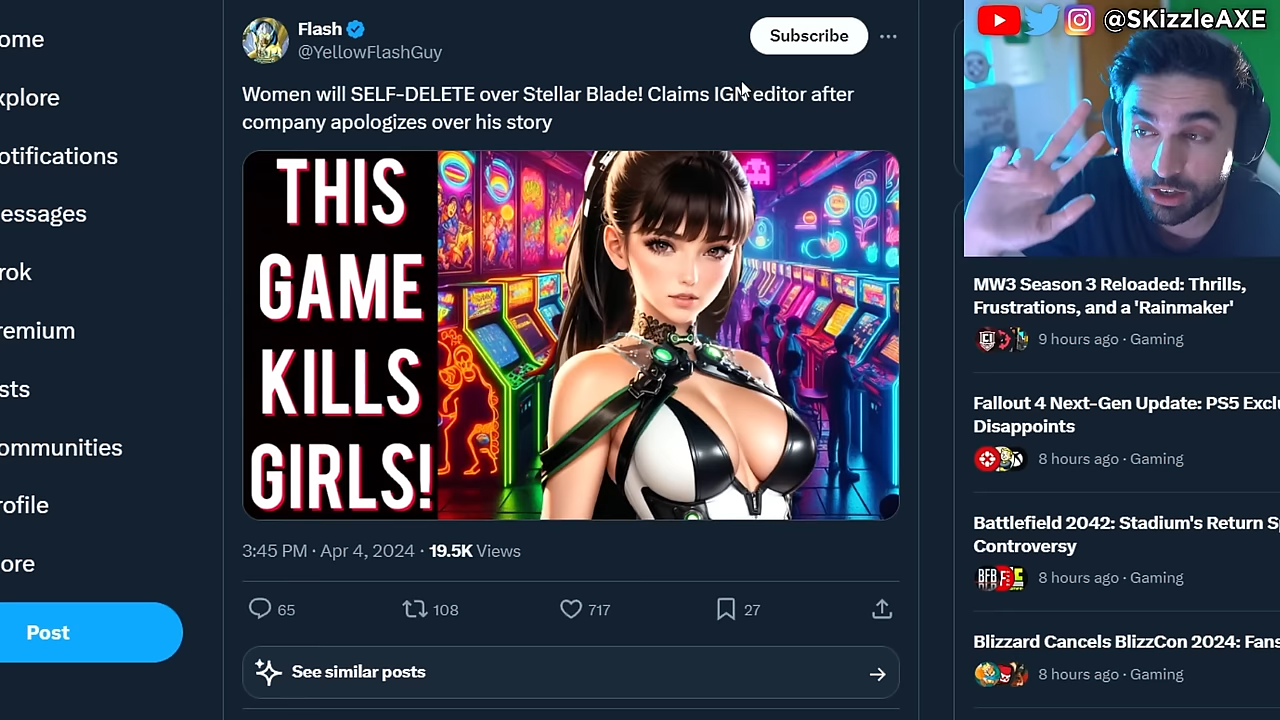 ome
xplore
otifications
essages
rok
remium
sts
ommunities
rofile
ore
Post
Flash
@YellowFlashGuy
Subscribe
Women will SELF-DELETE over Stellar Blade! Claims IGN editor after
company apologizes over his story
THIS
GAME
KILLS
GIRLS!
3:45 PM · Apr 4, 2024 · 19.5K Views
65
108
717
27
See similar posts
@SKizzleAXE
MW3 Season 3 Reloaded: Thrills,
Frustrations, and a 'Rainmaker'
9 hours ago · Gaming
Fallout 4 Next-Gen Update: PS5 Exclu
Disappoints
8 hours ago · Gaming
Battlefield 2042: Stadium's Return Sp
Controversy
BFB
8 hours ago · Gaming
Blizzard Cancels BlizzCon 2024: Fans
8 hours ago · Gaming